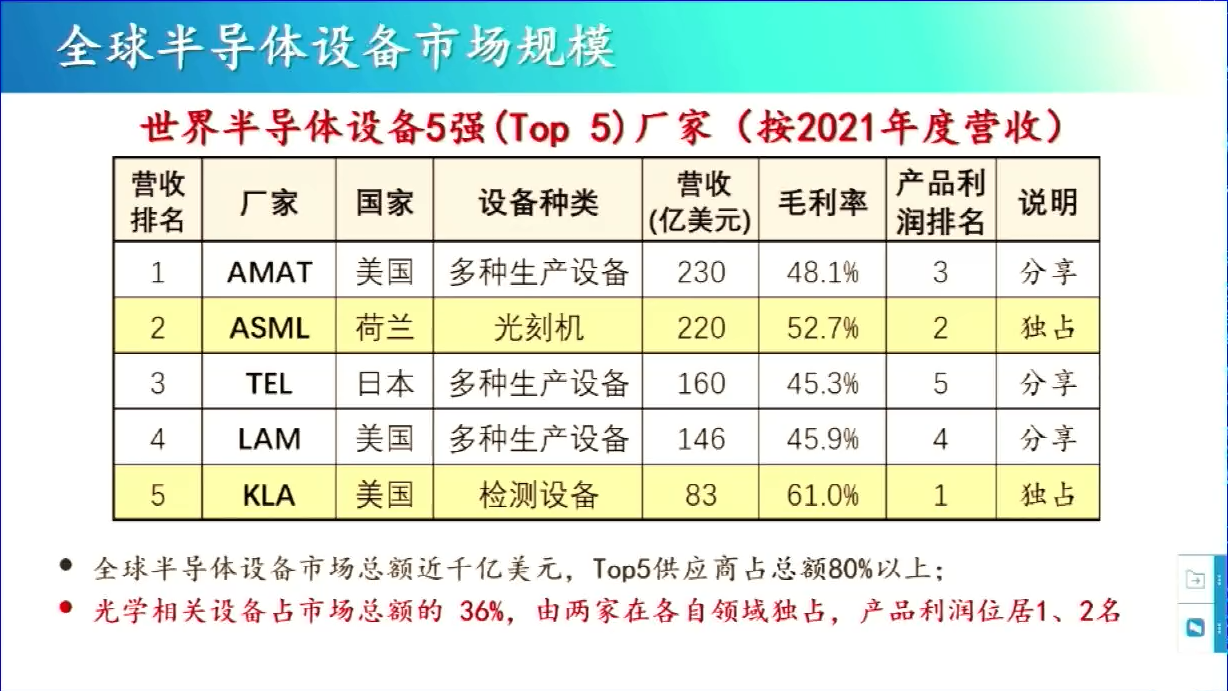 全球半导体设备市场规模
世界半导体设备5强(Top 5)厂家（按2021年度营收）
营收排名 厂家 国家 设备种类 营收(亿美元) 毛利率 产品利润排名 说明
1 AMAT 美国 多种生产设备 230 48.1% 3 分享
2 ASML 荷兰 光刻机 220 52.7% 2 独占
3 TEL 日本 多种生产设备 160 45.3% 5 分享
4 LAM 美国 多种生产设备 146 45.9% 4 分享
5 KLA 美国 检测设备 83 61.0% 1 独占
• 全球半导体设备市场总额近千亿美元，Top5供应商占总额80%以上；
• 光学相关设备占市场总额的 36%，由两家在各自领域独占，产品利润位居1、2名